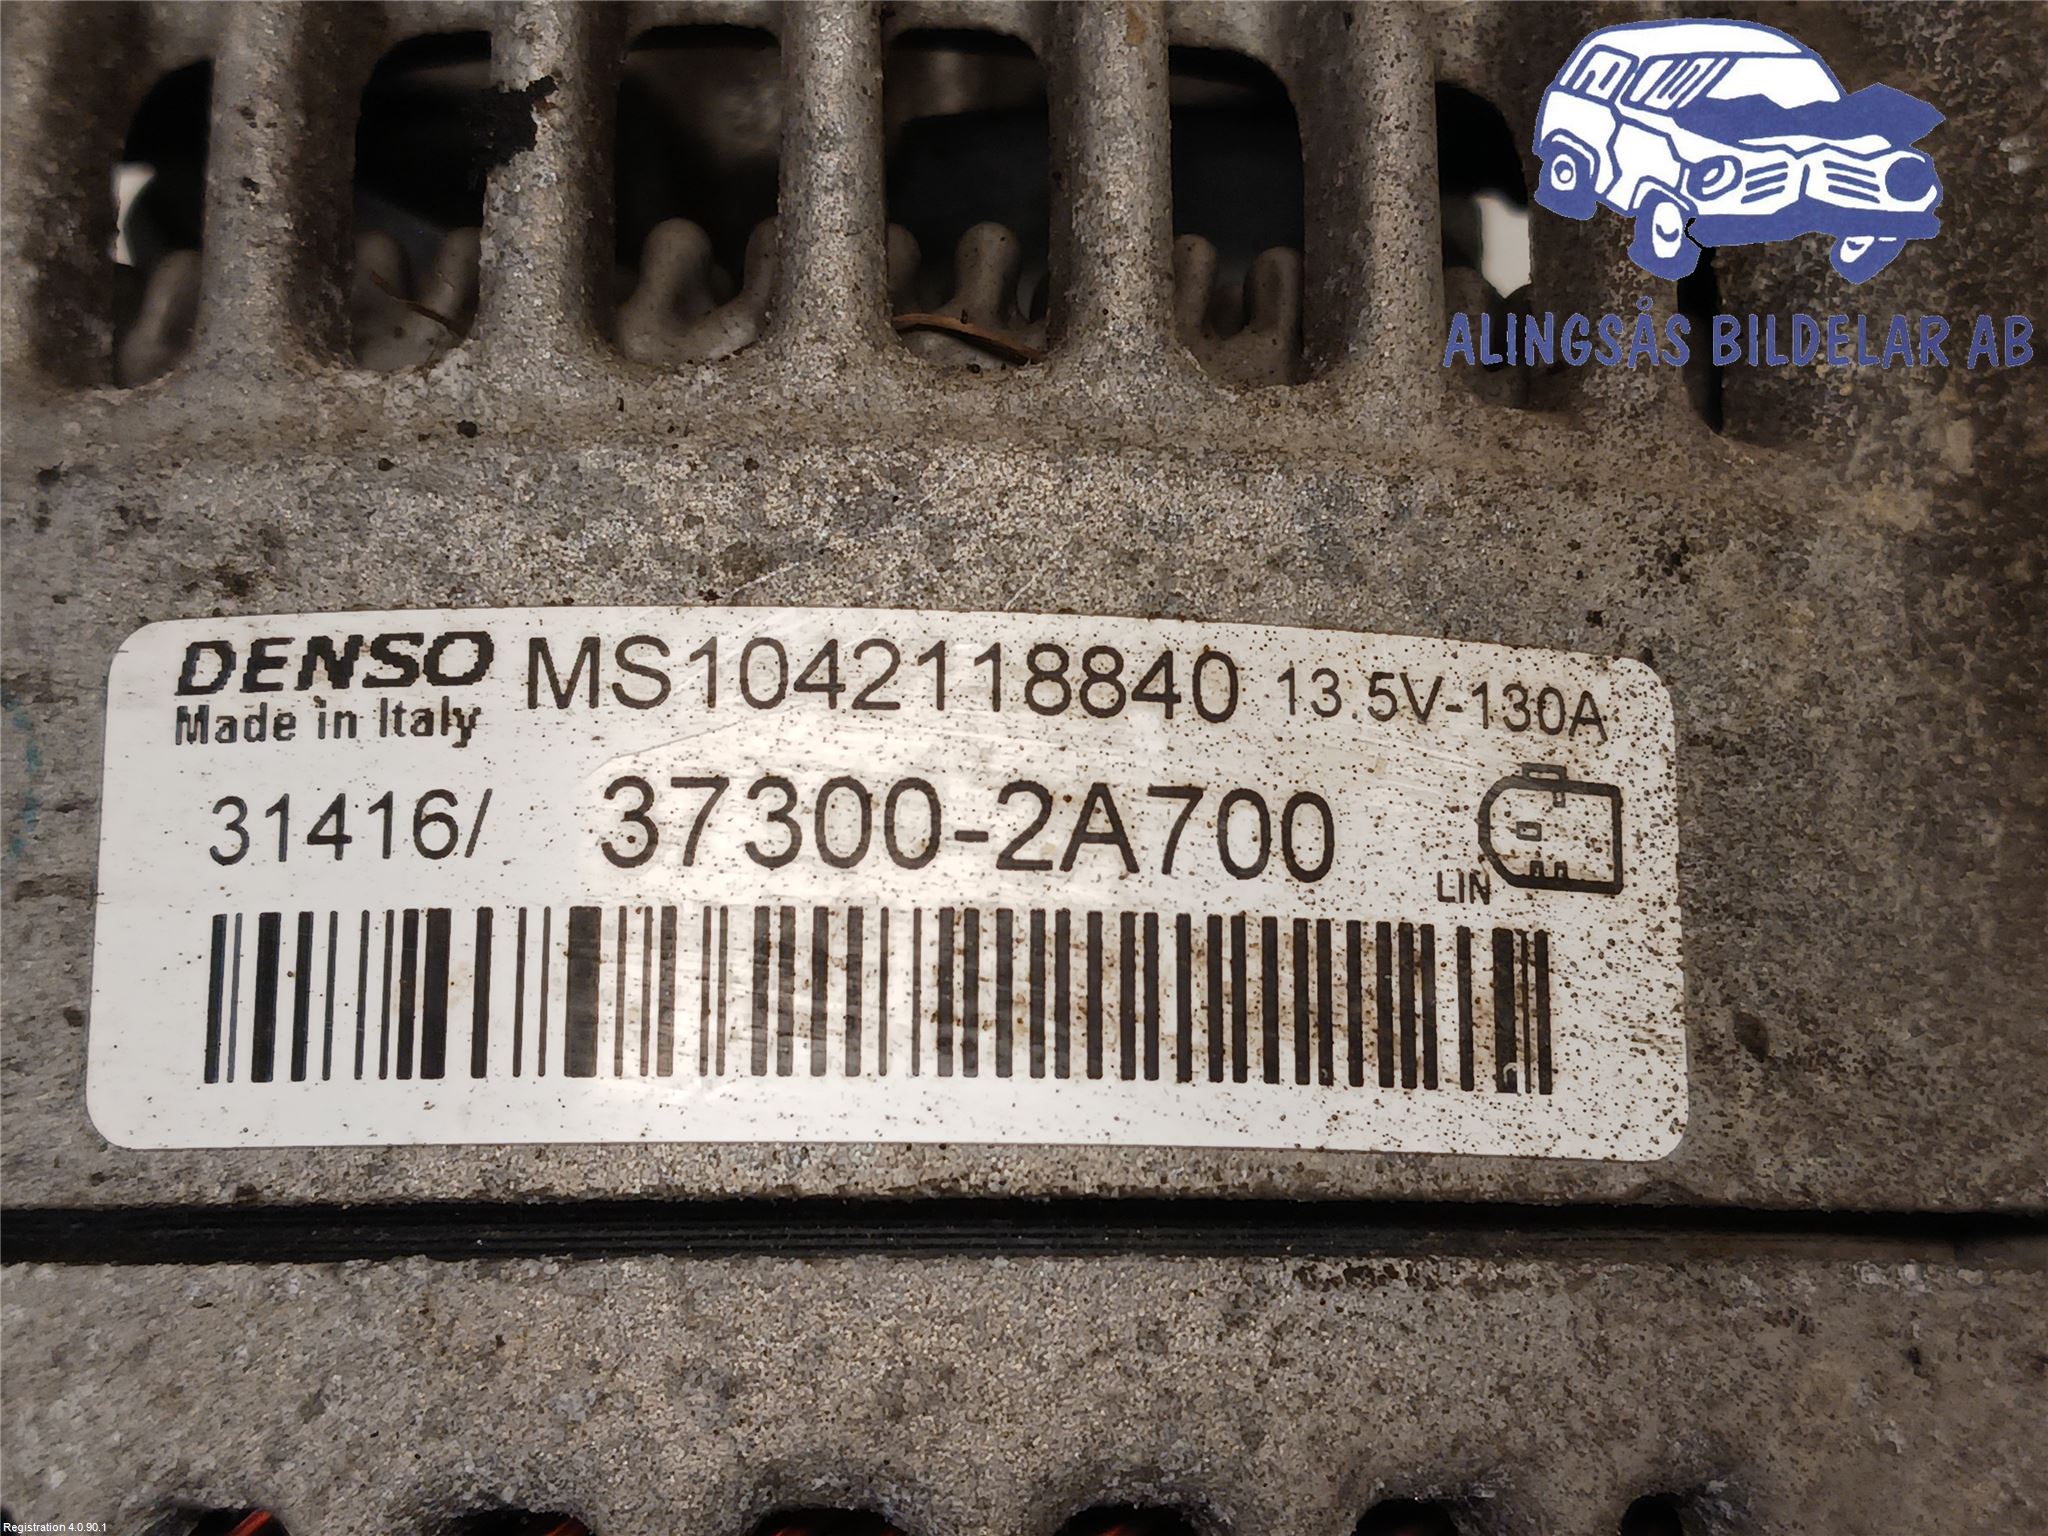 ALINGSÅS BILDELAR AB
DENSO MS1042118840 13.5V-130A
Made in Italy
31416/ 37300-2A700
LIN
Registration 4.0.90.1